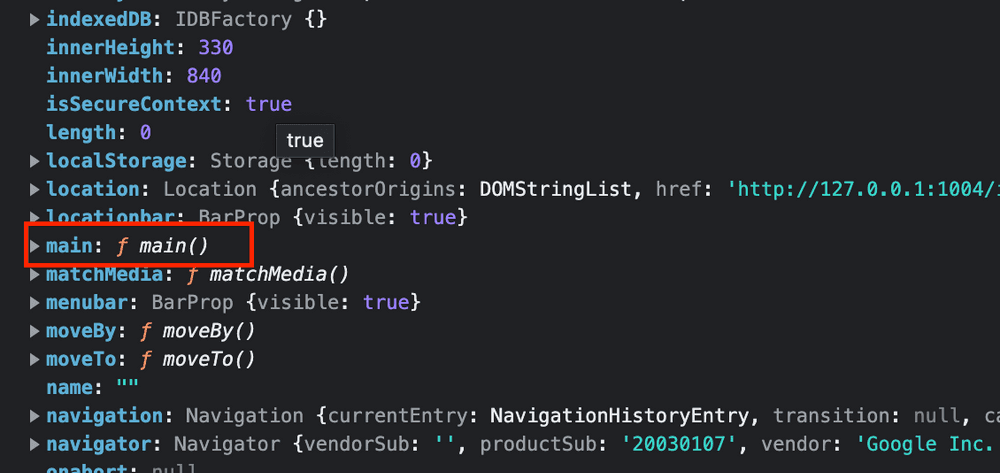 ▶ indexedDB: IDBFactory {}
innerHeight: 330
innerWidth: 840
isSecureContext: true
length: 0
true
▶ localStorage: Storage {length: 0}
▶ location: Location {ancestorOrigins: DOMStringList, href: 'http://127.0.0.1:1004/
▶ locationbar: BarProp {visible: true}
▶ main: ƒ main()
▶ matchMedia: ƒ matchMedia()
▶ menubar: BarProp {visible: true}
▶ moveBy: ƒ moveBy()
▶ moveTo: ƒ moveTo()
name: ""
▶ navigation: Navigation {currentEntry: NavigationHistoryEntry, transition: null, ca
▶ navigator: Navigator {vendorSub: '', productSub: '20030107', vendor: 'Google Inc.
onabort: null